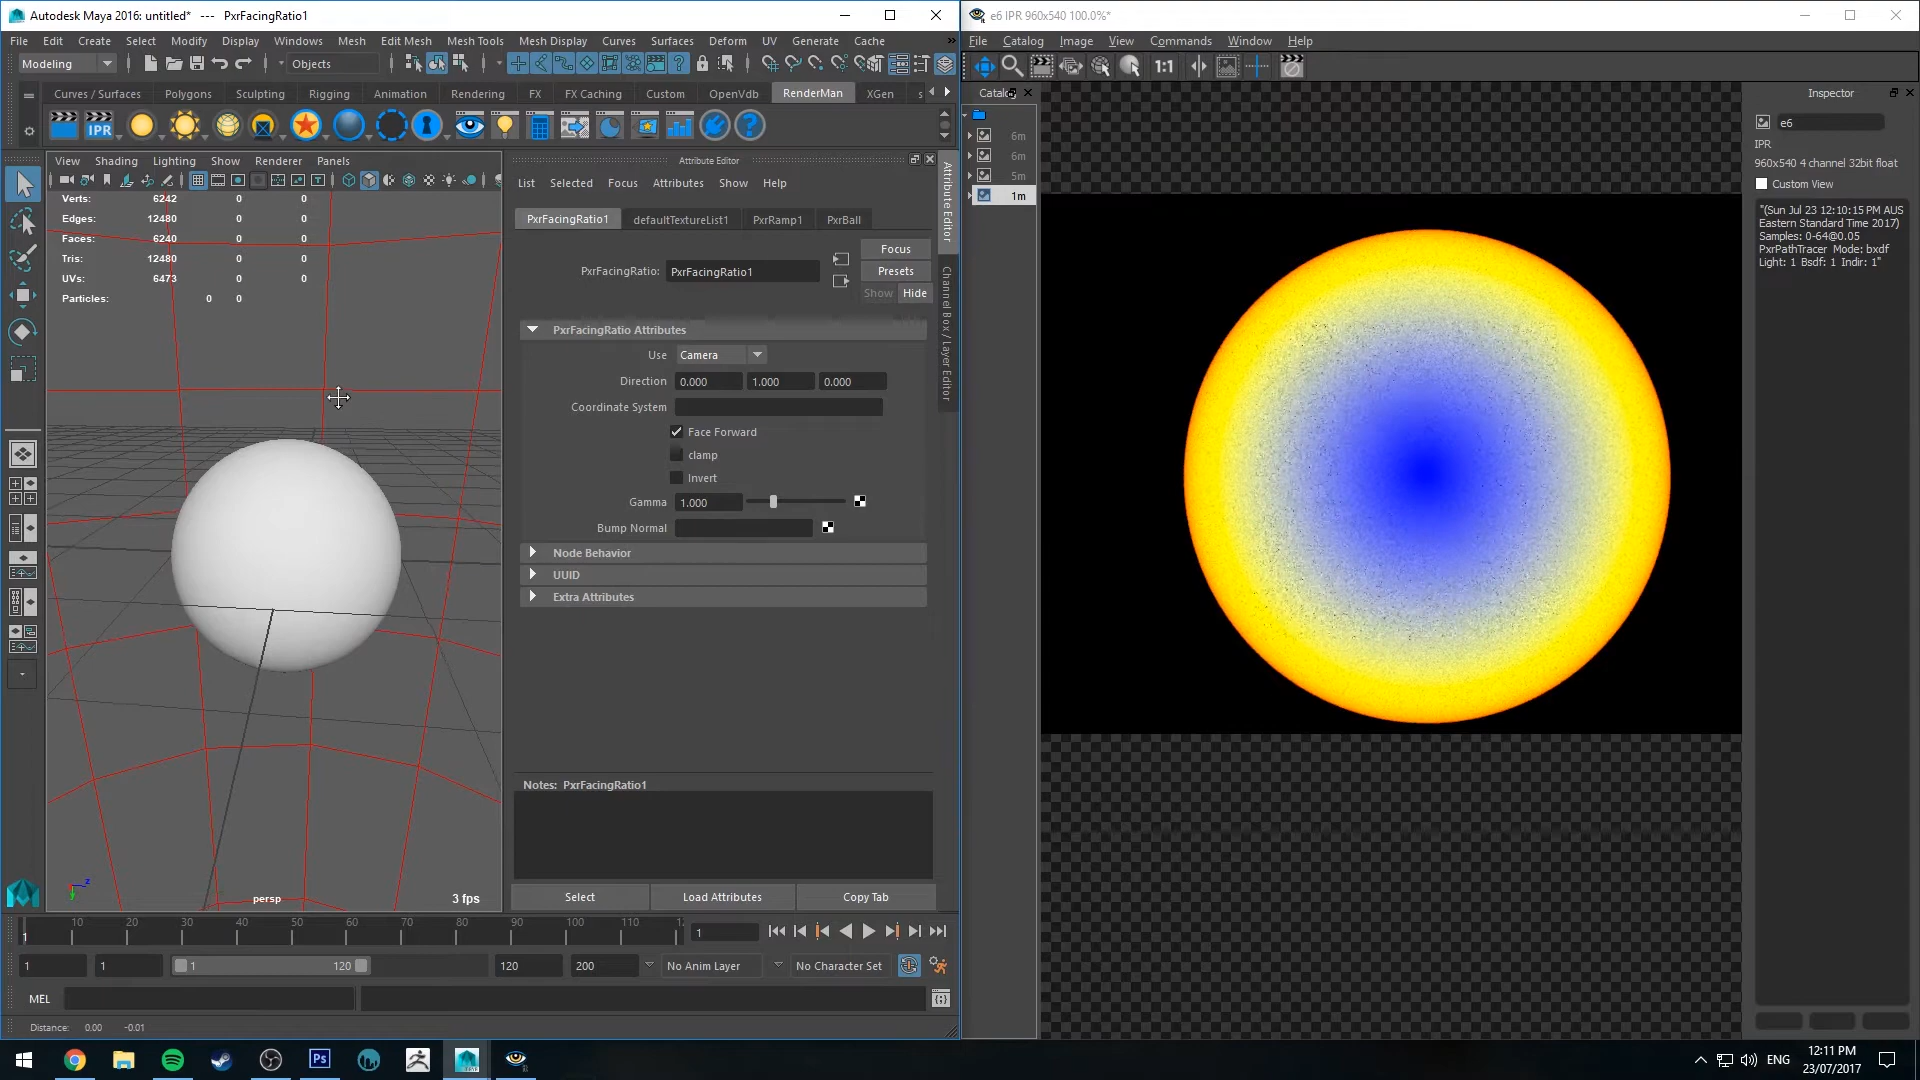 Autodesk Maya 2016: untitled* --- PxrFacingRatio1
File Edit Create Select Modify Display Windows Mesh Edit Mesh Mesh Tools Mesh Display Curves Surfaces Deform UV Generate Cache
Modeling Objects
Curves / Surfaces Polygons Sculpting Rigging Animation Rendering FX FX Caching Custom OpenVdb RenderMan XGen s
IPR
View Shading Lighting Show Renderer Panels
Verts: 6242 0 0
Edges: 12480 0 0
Faces: 6240 0 0
Tris: 12480 0 0
UVs: 6473 0 0
Particles: 0 0
persp
3 fps
Attribute Editor
List Selected Focus Attributes Show Help
PxrFacingRatio1 defaultTextureList1 PxrRamp1 PxrBall
PxrFacingRatio: PxrFacingRatio1
Focus
Presets
Show Hide
PxrFacingRatio Attributes
Use Camera
Direction 0.000 1.000 0.000
Coordinate System
Face Forward
clamp
Invert
Gamma 1.000
Bump Normal
Node Behavior
UUID
Extra Attributes
Notes: PxrFacingRatio1
Select Load Attributes Copy Tab
Attribute Editor
Channel Box / Layer Editor
1 10 20 30 40 50 60 70 80 90 100 110 12 1
1 1 1 120 120 200 No Anim Layer No Character Set
MEL
Distance: 0.00 -0.01
e6 IPR 960x540 100.0%*
File Catalog Image View Commands Window Help
1:1
Catalog
6m
6m
5m
1m
Inspector
e6
IPR
960x540 4 channel 32bit float
Custom View
"(Sun Jul 23 12:10:15 PM AUS
Eastern Standard Time 2017)
Samples: 0-64@0.05
PxrPathTracer Mode: bxdf
Light: 1 Bsdf: 1 Indir: 1"
Ps
ENG
12:11 PM
23/07/2017